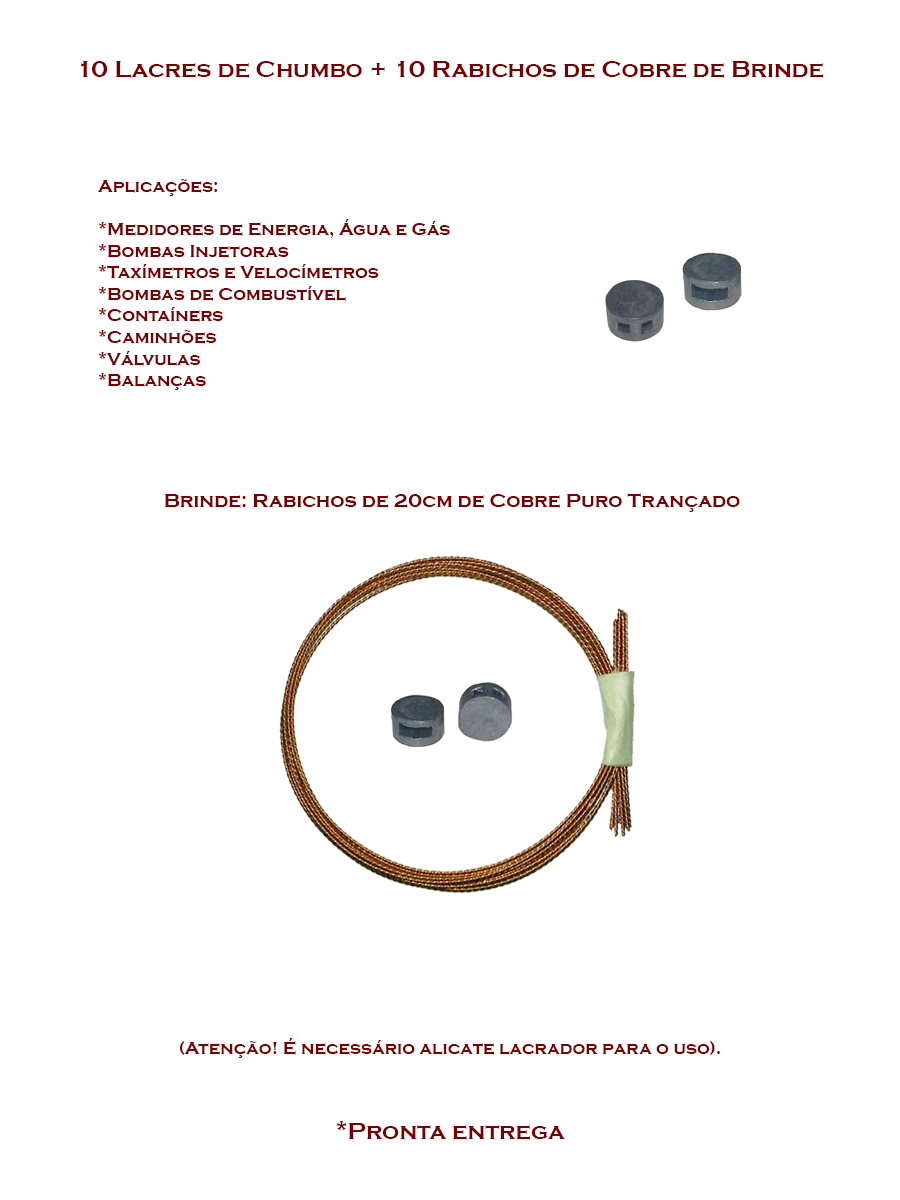 10 Lacres de Chumbo + 10 Rabichos de Cobre de Brinde
Aplicações:
*Medidores de Energia, Água e Gás
*Bombas Injetoras
*Taxímetros e Velocímetros
*Bombas de Combustível
*Contaíners
*Caminhões
*Válvulas
*Balanças
Brinde: Rabichos de 20cm de Cobre Puro Trançado
(Atenção! É necessário alicate lacrador para o uso).
*Pronta entrega